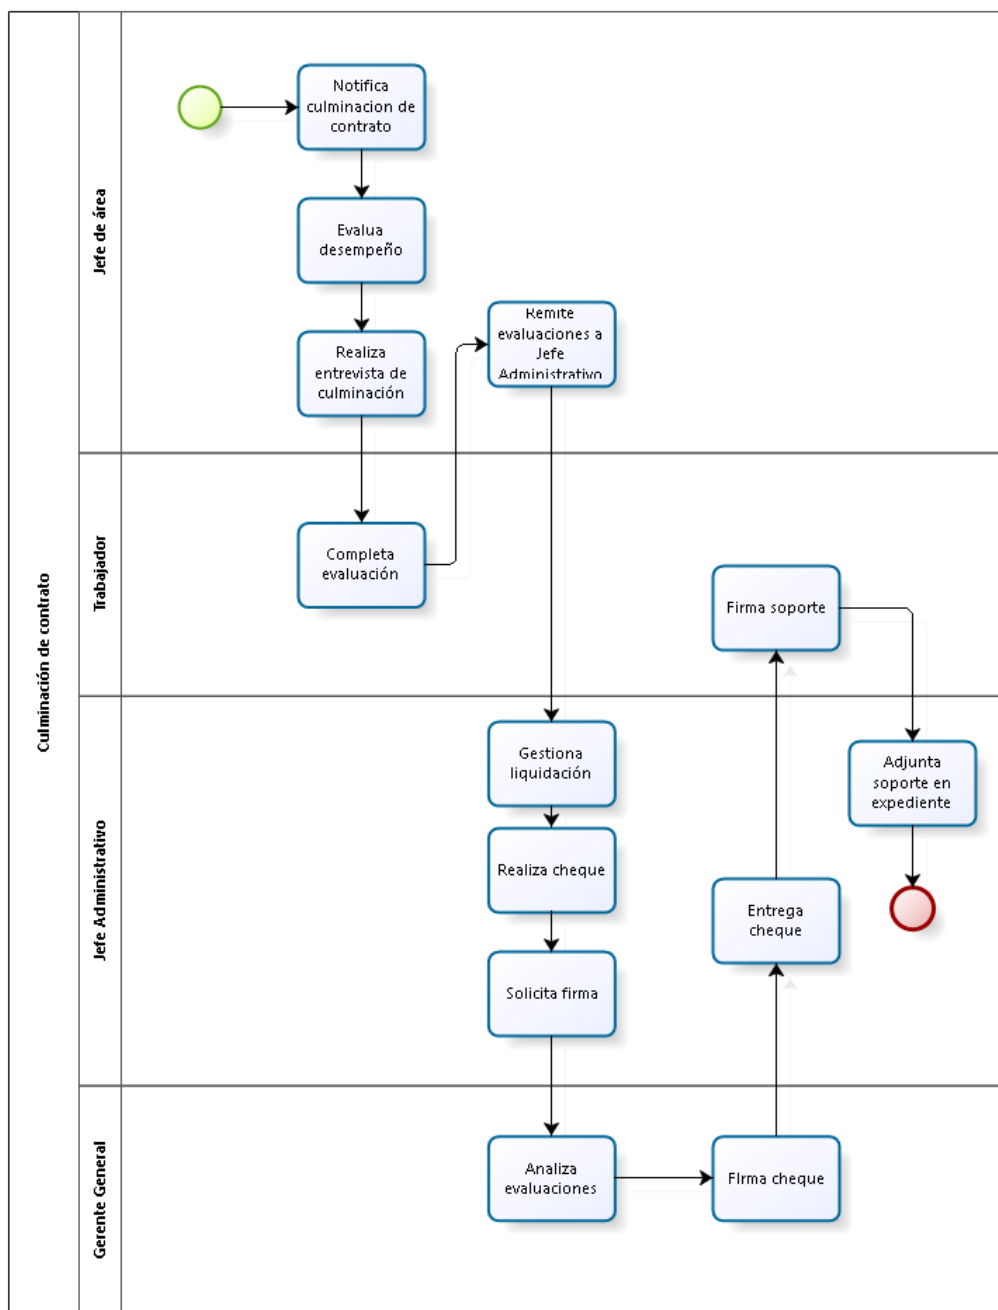 Culminación de contrato
Jefe de área
Notifica
culminacion de
contrato
Evalua
desempeño
Realiza
entrevista de
culminación
Remite
evaluaciones a
Jefe
Administrativo
Trabajador
Completa
evaluación
Firma soporte
Jefe Administrativo
Gestiona
liquidación
Realiza cheque
Solicita firma
Entrega
cheque
Adjunta
soporte en
expediente
Gerente General
Analiza
evaluaciones
FIrma cheque